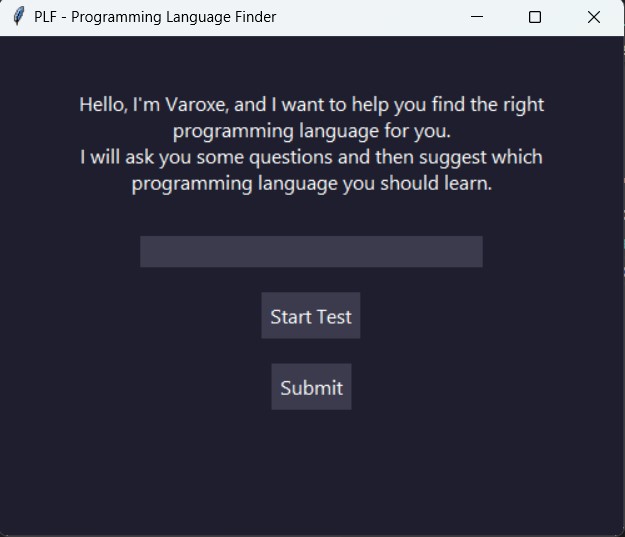 PLF - Programming Language Finder
Hello, I'm Varoxe, and I want to help you find the right
programming language for you.
I will ask you some questions and then suggest which
programming language you should learn.
Start Test
Submit